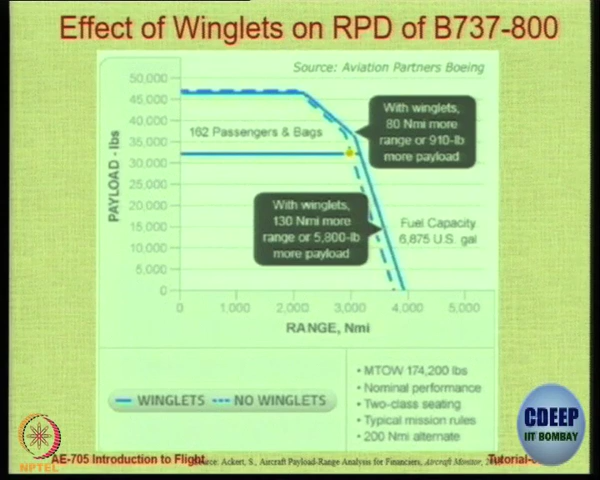 Effect of Winglets on RPD of B737-800
Source: Aviation Partners Boeing
PAYLOAD - lbs
50,000
45,000
40,000
35,000
30,000
25,000
20,000
15,000
10,000
5,000
0
162 Passengers & Bags
With winglets,
80 Nmi more
range or 910-lb
more payload
With winglets,
130 Nmi more
range or 5,800-lb
more payload
Fuel Capacity
6,875 U.S. gal
0
1,000
2,000
3,000
4,000
5,000
RANGE, Nmi
WINGLETS
NO WINGLETS
• MTOW 174,200 lbs
• Nominal performance
• Two-class seating
• Typical mission rules
• 200 Nmi alternate
CDEEP
IIT BOMBAY
NPTEL
AE-705 Introduction to Flight
Source: Ackert, S., Aircraft Payload-Range Analysis for Financiers, Aircraft Monitor,